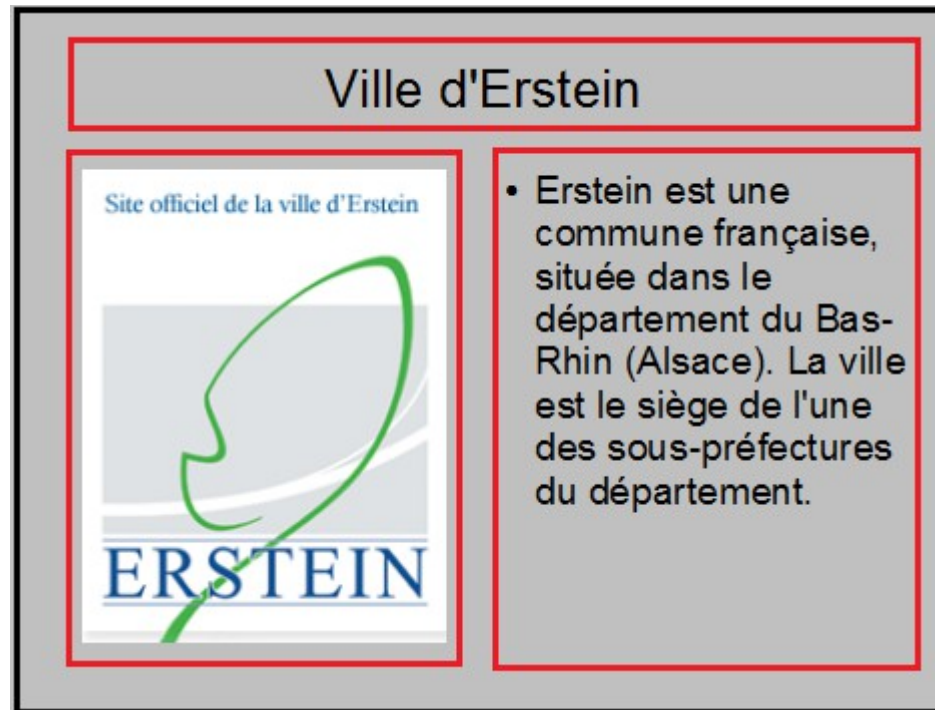 Ville d'Erstein
Site officiel de la ville d'Erstein
ERSTEIN
• Erstein est une
commune française,
située dans le
département du Bas-
Rhin (Alsace). La ville
est le siège de l'une
des sous-préfectures
du département.